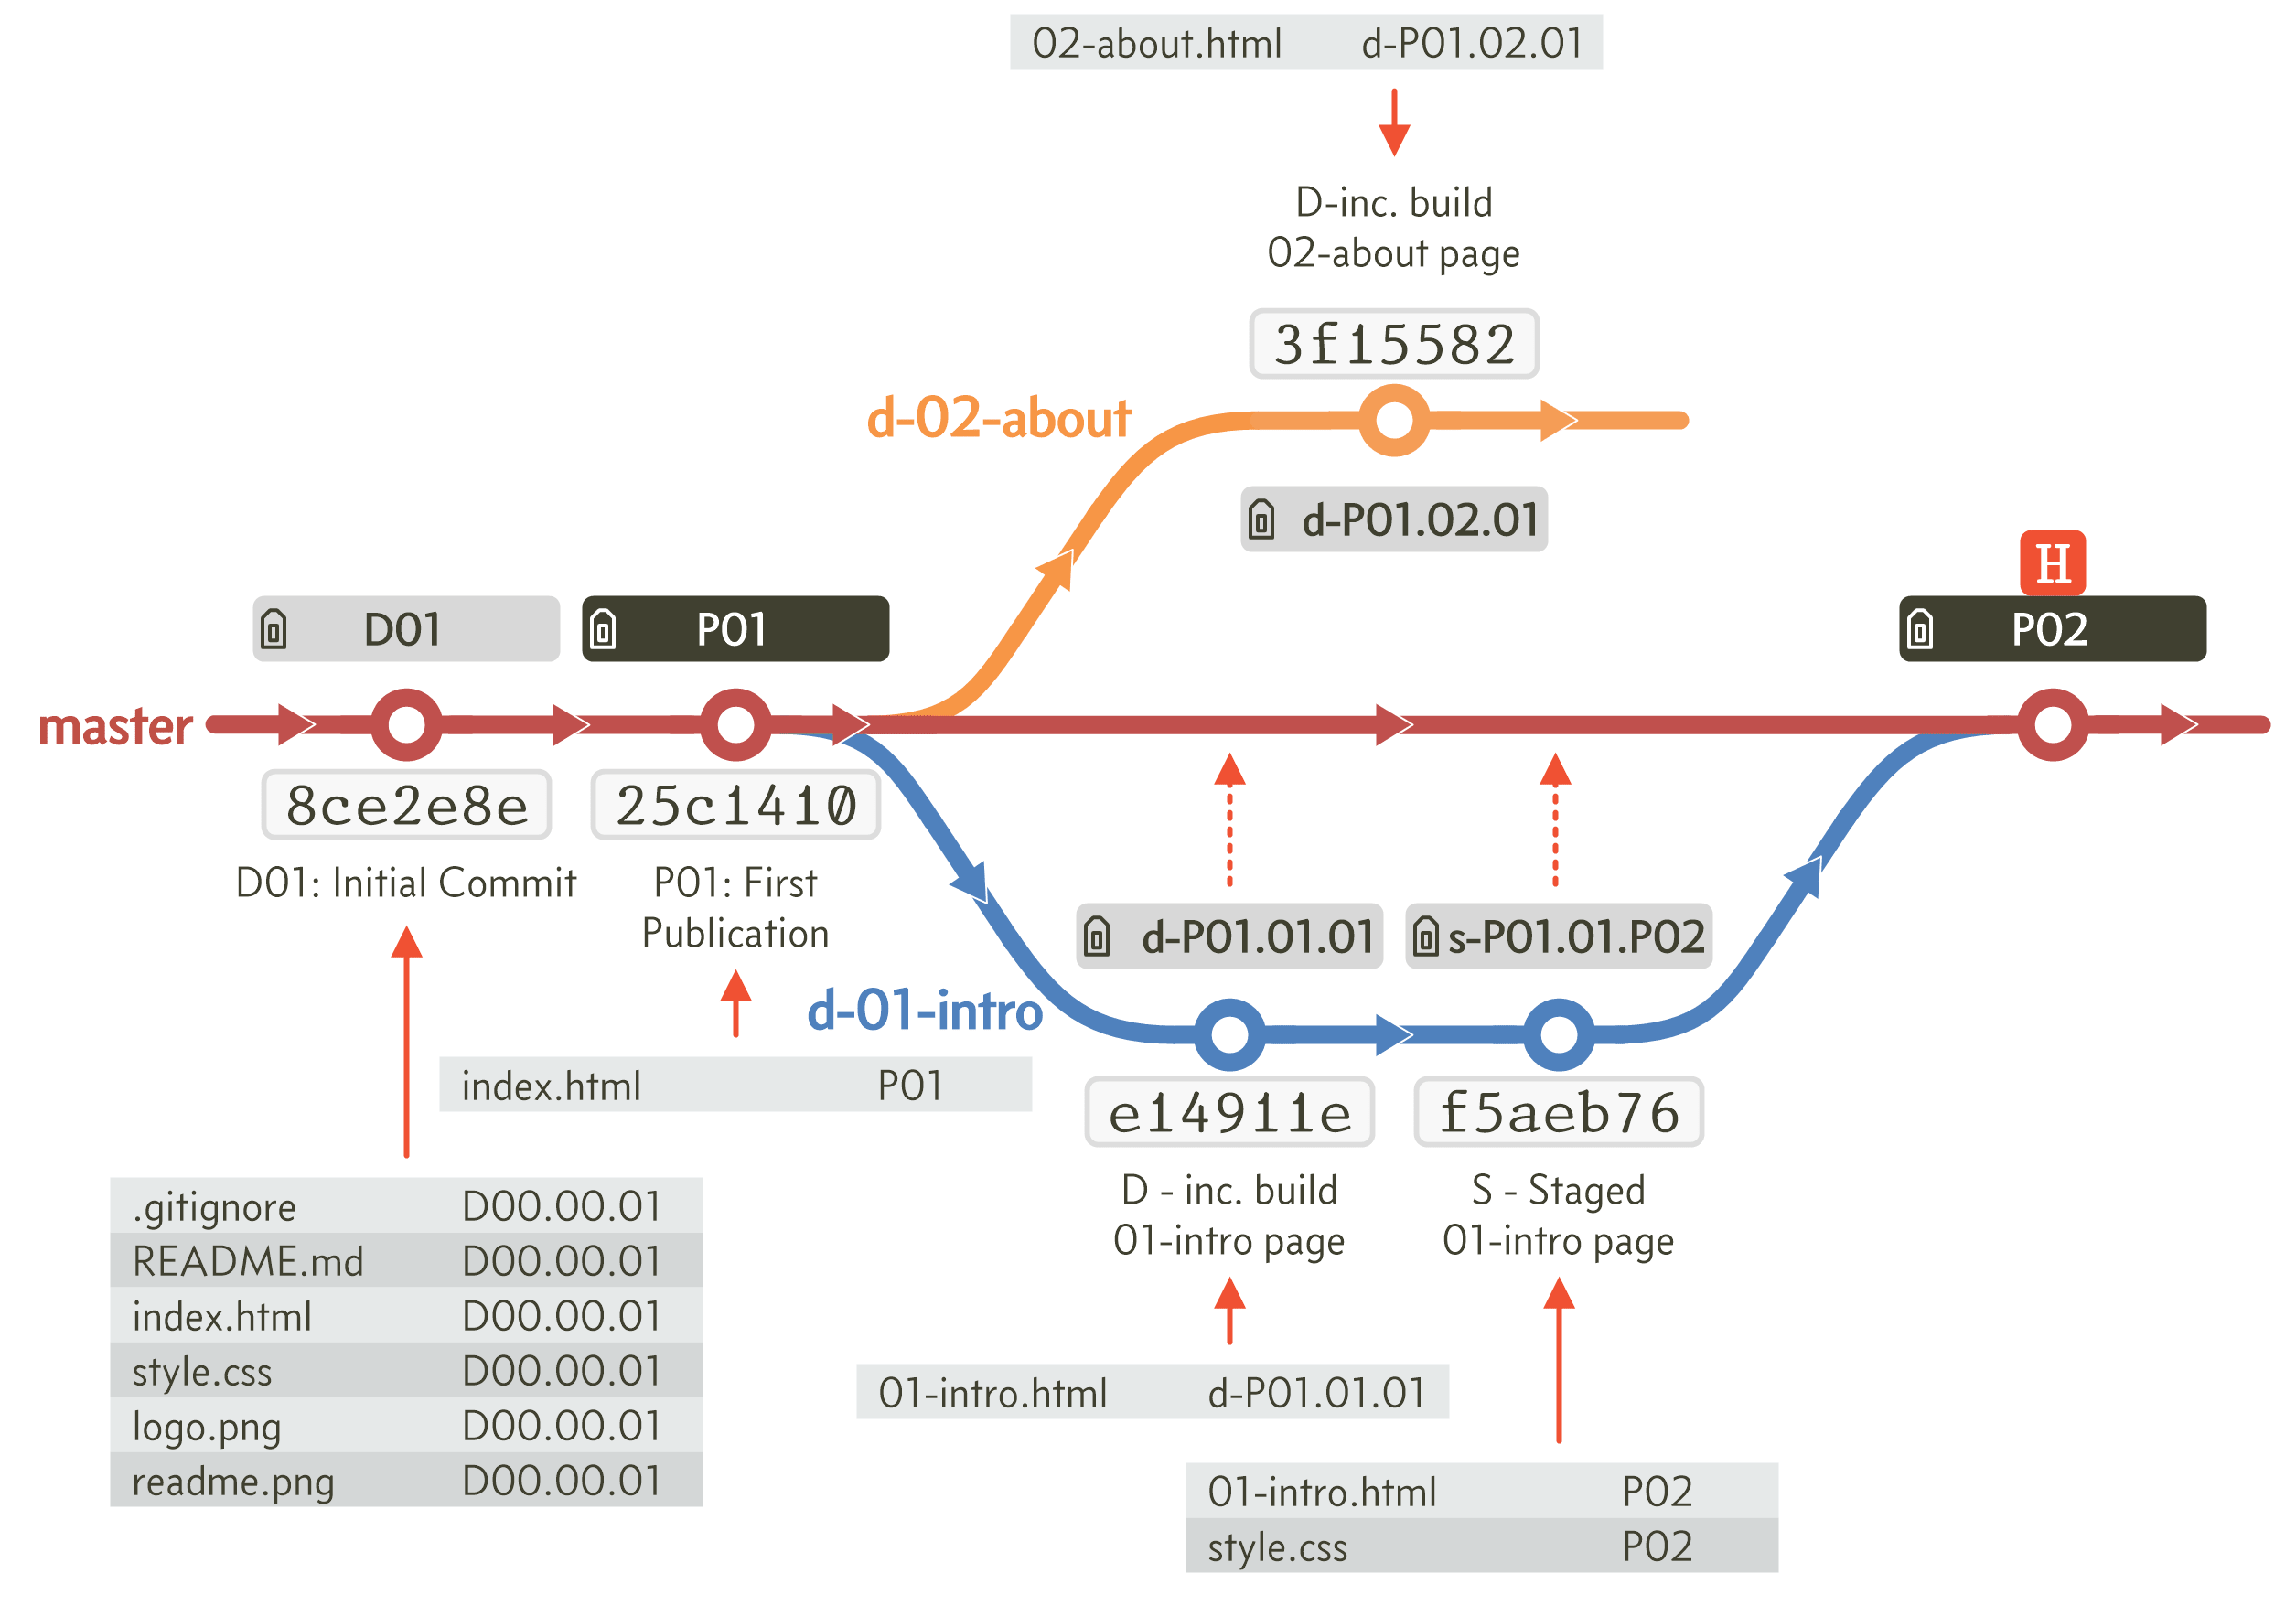 02-about.html d-P01.02.01
D-inc. build
02-about page
3f15582
d-02-about
d-P01.02.01
H
D01
P01
P02
master
8ce2e8e
25c1410
D01: Initial Commit
P01: First
Publication
d-P01.01.01
s-P01.01.P02
d-01-intro
index.html P01
e14911e
f5aeb76
D - inc. build
01-intro page
S - Staged
01-intro page
.gitignore D00.00.01
README.md D00.00.01
index.html D00.00.01
style.css D00.00.01
logo.png D00.00.01
readme.png D00.00.01
01-intro.html d-P01.01.01
01-intro.html P02
style.css P02